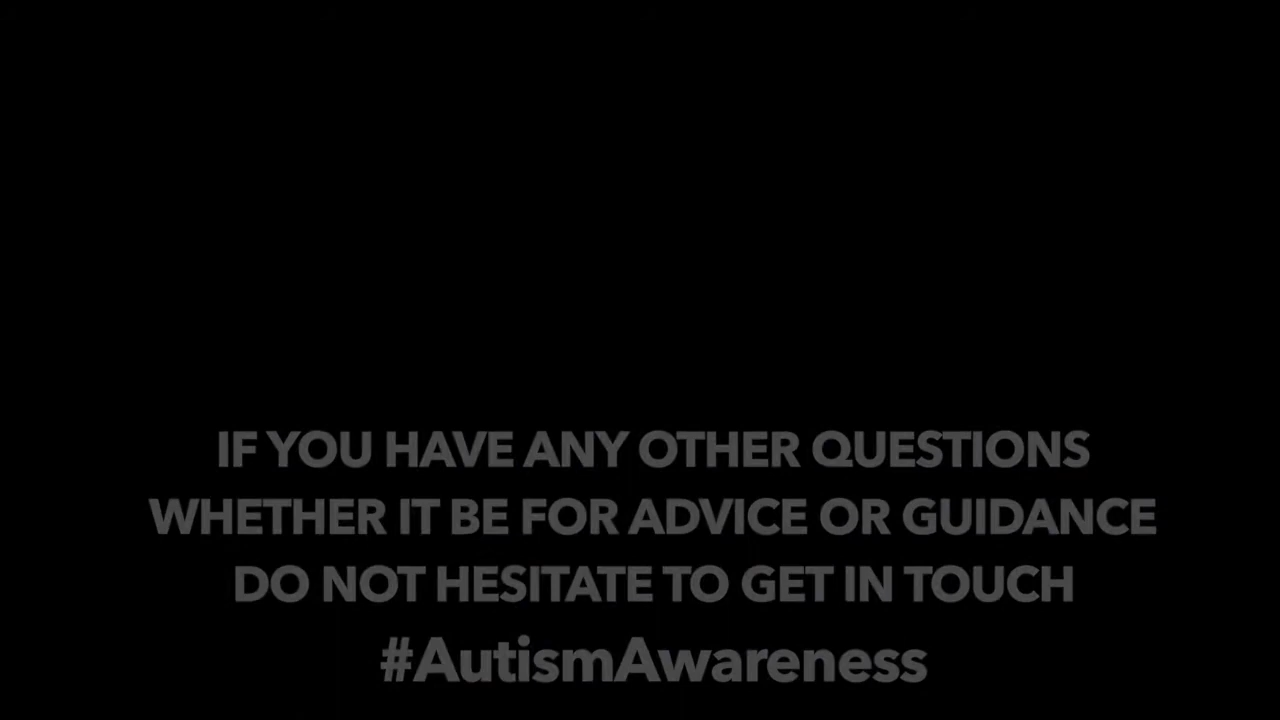 IF YOU HAVE ANY OTHER QUESTIONS
WHETHER IT BE FOR ADVICE OR GUIDANCE
DO NOT HESITATE TO GET IN TOUCH
#AutismAwareness